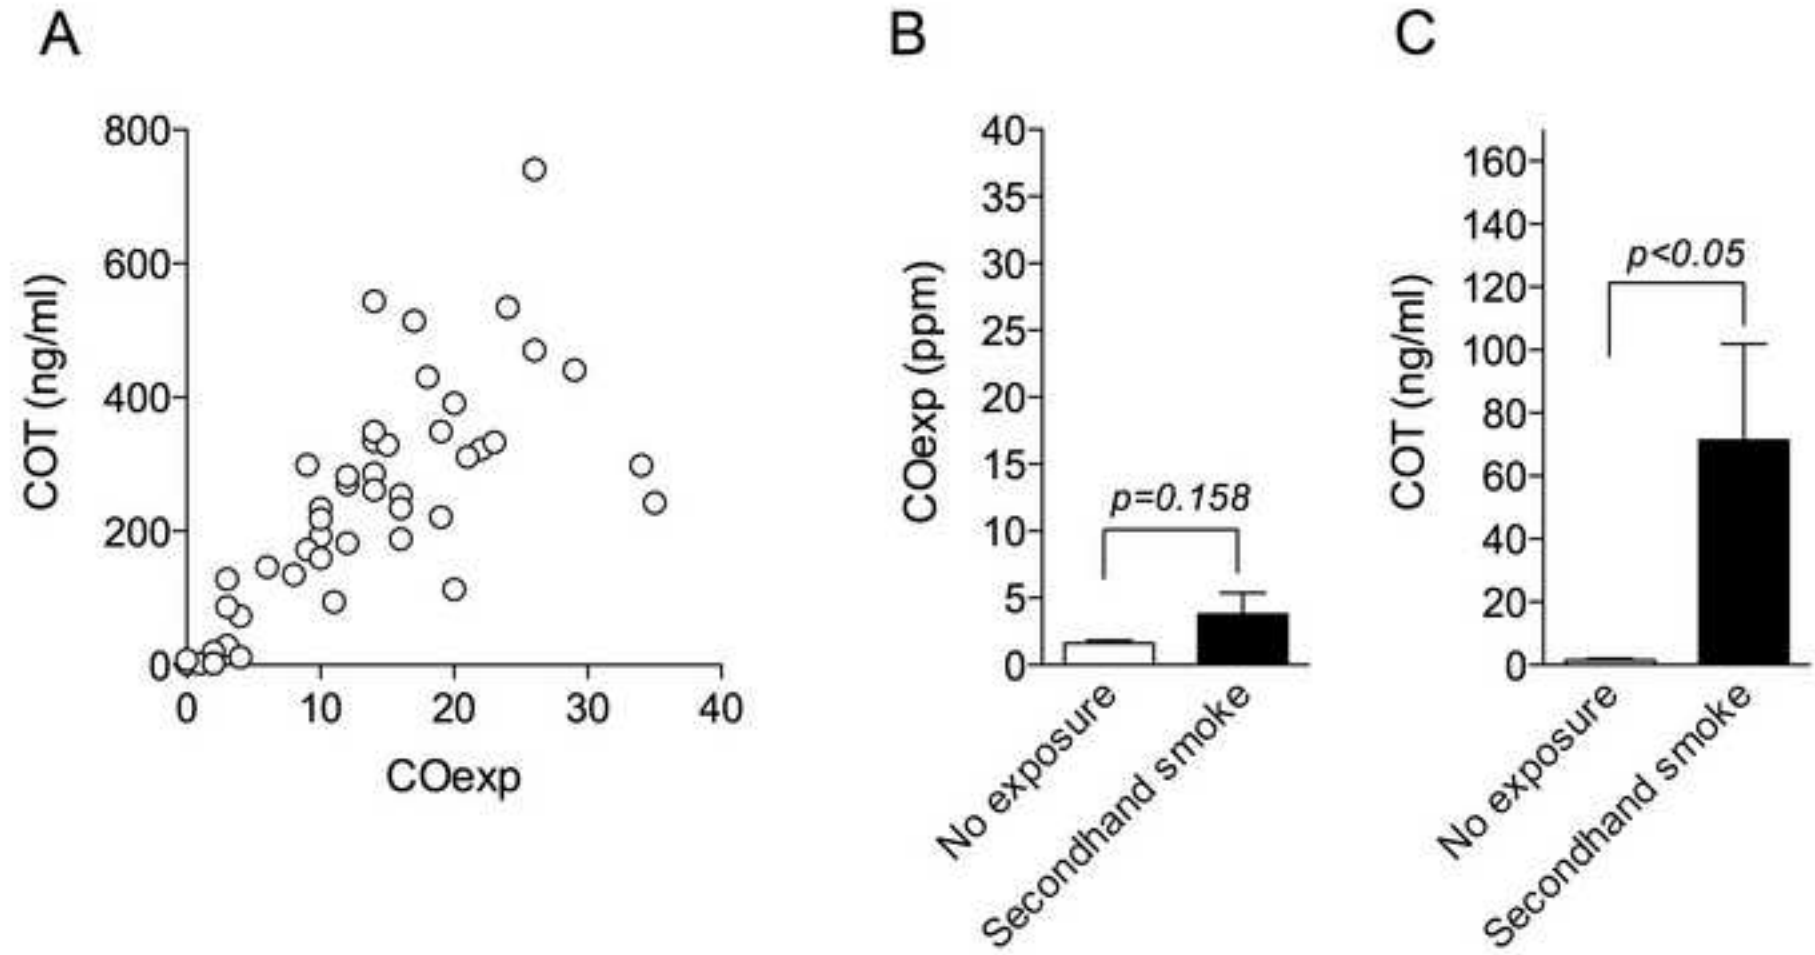 A
B
C
800
600
400
200
0
COT (ng/ml)
0 10 20 30 40
COexp
40
35
30
25
20
15
10
5
0
COexp (ppm)
p=0.158
No exposure
Secondhand smoke
160
140
120
100
80
60
40
20
0
COT (ng/ml)
p<0.05
No exposure
Secondhand smoke